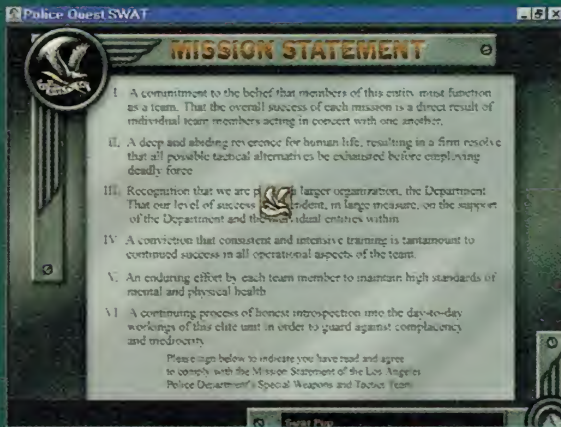 Police Quest SWAT
MISSION STATEMENT
I. A commitment to the belief that members of this entity must function
as a team. That the overall success of each mission is a direct result of
individual team members acting in concert with one another.
II. A deep and abiding reverence for human life, resulting in a firm resolve
that all possible tactical alternatives be exhausted before employing
deadly force
III. Recognition that we are larger organization, the Department
That our level of success in large measure, on the support
of the Department and the individual entities within
IV. A conviction that consistent and intensive training is tantamount to
continued success in all operational aspects of the team.
V. An enduring effort by each team member to maintain high standards of
mental and physical health
VI. A continuing process of honest introspection into the day-to-day
workings of this elite unit in order to guard against complacency
and mediocrity
Please sign below to indicate you have read and agree
to comply with the Mission Statement of the Los Angeles
Police Department's Special Weapons and Tactics Team
Swat Pup